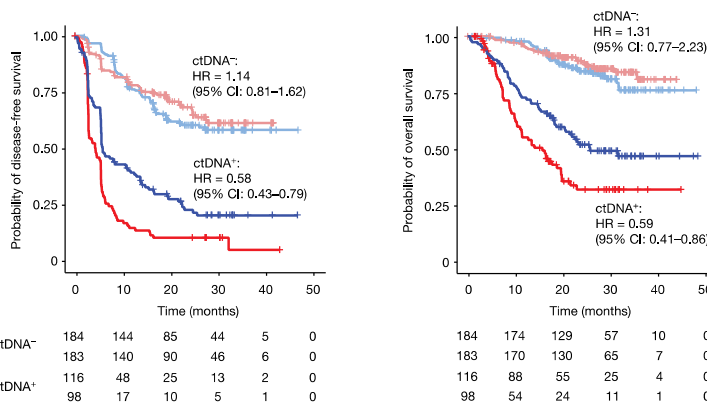 Probability of disease-free survival
1.00
0.75
0.50
0.25
0
ctDNA⁻:
HR = 1.14
(95% CI: 0.81–1.62)
ctDNA⁺:
HR = 0.58
(95% CI: 0.43–0.79)
0 10 20 30 40 50
Time (months)
tDNA⁻
184 144 85 44 5 0
183 140 90 46 6 0
tDNA⁺
116 48 25 13 2 0
98 17 10 5 1 0
Probability of overall survival
1.00
0.75
0.50
0.25
0
ctDNA⁻:
HR = 1.31
(95% CI: 0.77–2.23)
ctDNA⁺:
HR = 0.59
(95% CI: 0.41–0.86)
0 10 20 30 40 50
Time (months)
184 174 129 57 10 0
183 170 130 65 7 0
116 88 55 25 4 0
98 54 24 11 1 0